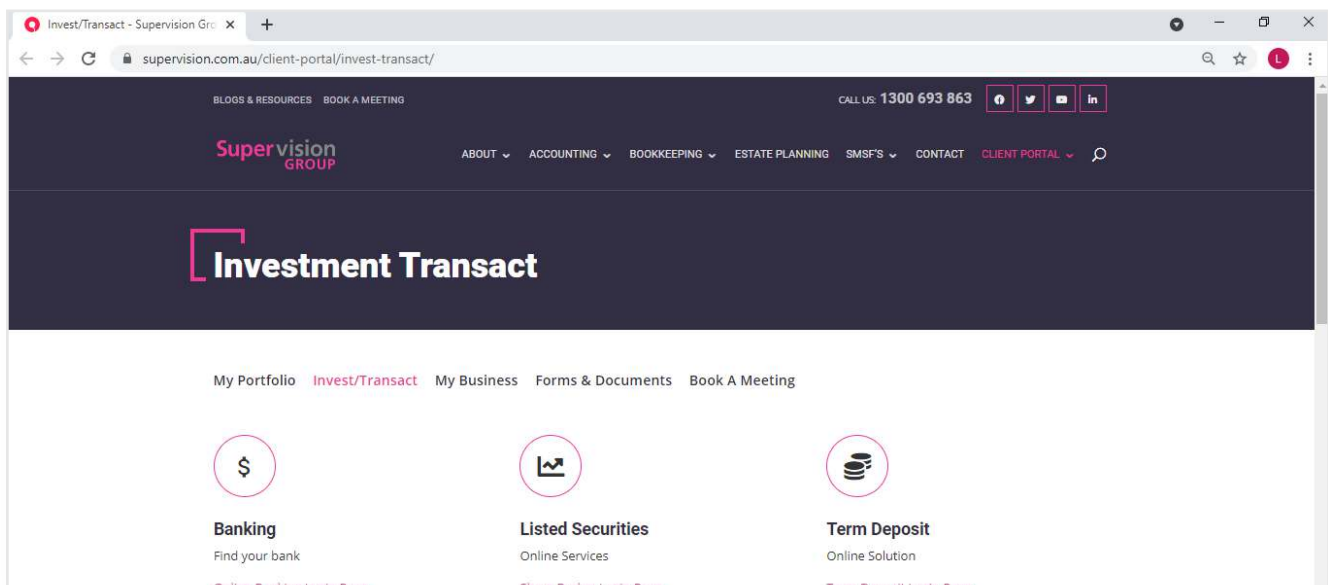 Invest/Transact - Supervision Gro
supervision.com.au/client-portal/invest-transact/
L
BLOGS & RESOURCES BOOK A MEETING CALL US: 1300 693 863
Supervision
GROUP
ABOUT ACCOUNTING BOOKKEEPING ESTATE PLANNING SMSF'S CONTACT CLIENT PORTAL
Investment Transact
My Portfolio Invest/Transact My Business Forms & Documents Book A Meeting
Banking Listed Securities Term Deposit
Find your bank Online Services Online Solution